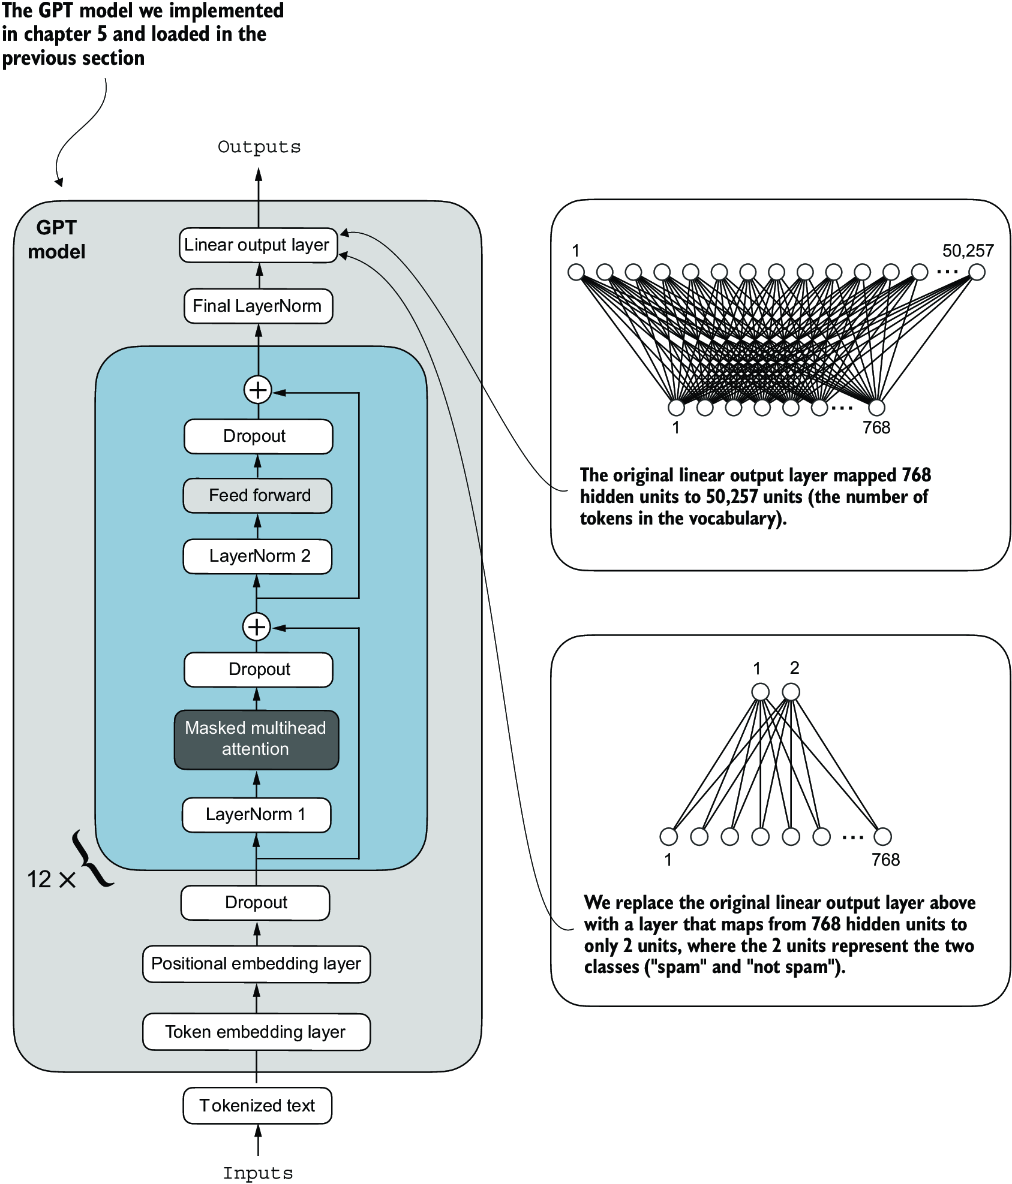 The GPT model we implemented
in chapter 5 and loaded in the
previous section
Outputs
GPT
model
Linear output layer
Final LayerNorm
+
Dropout
Feed forward
LayerNorm 2
+
Dropout
Masked multihead
attention
LayerNorm 1
12 ×
Dropout
Positional embedding layer
Token embedding layer
Tokenized text
Inputs
1
50,257
...
...
1
768
The original linear output layer mapped 768
hidden units to 50,257 units (the number of
tokens in the vocabulary).
1 2
...
1
768
We replace the original linear output layer above
with a layer that maps from 768 hidden units to
only 2 units, where the 2 units represent the two
classes ("spam" and "not spam").